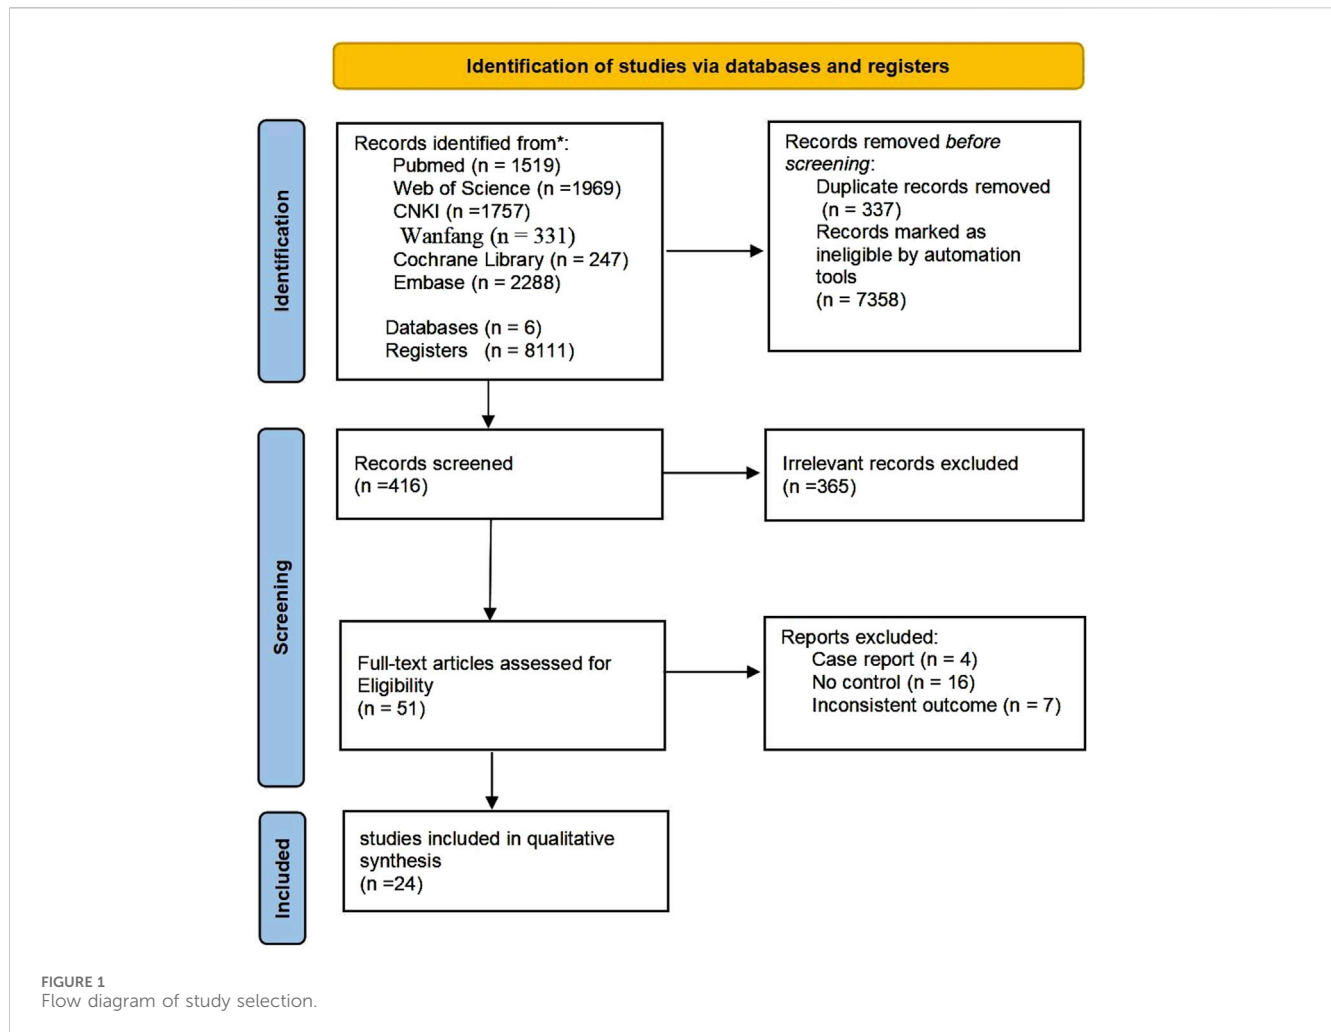 Identification of studies via databases and registers
Identification
Records identified from*:
Pubmed (n = 1519)
Web of Science (n =1969)
CNKI (n =1757)
Wanfang (n = 331)
Cochrane Library (n = 247)
Embase (n = 2288)
Databases (n = 6)
Registers (n = 8111)
Records removed before
screening:
Duplicate records removed
(n = 337)
Records marked as
ineligible by automation
tools
(n = 7358)
Screening
Records screened
(n =416)
Irrelevant records excluded
(n =365)
Full-text articles assessed for
Eligibility
(n = 51)
Reports excluded:
Case report (n = 4)
No control (n = 16)
Inconsistent outcome (n = 7)
Included
studies included in qualitative
synthesis
(n =24)
FIGURE 1
Flow diagram of study selection.